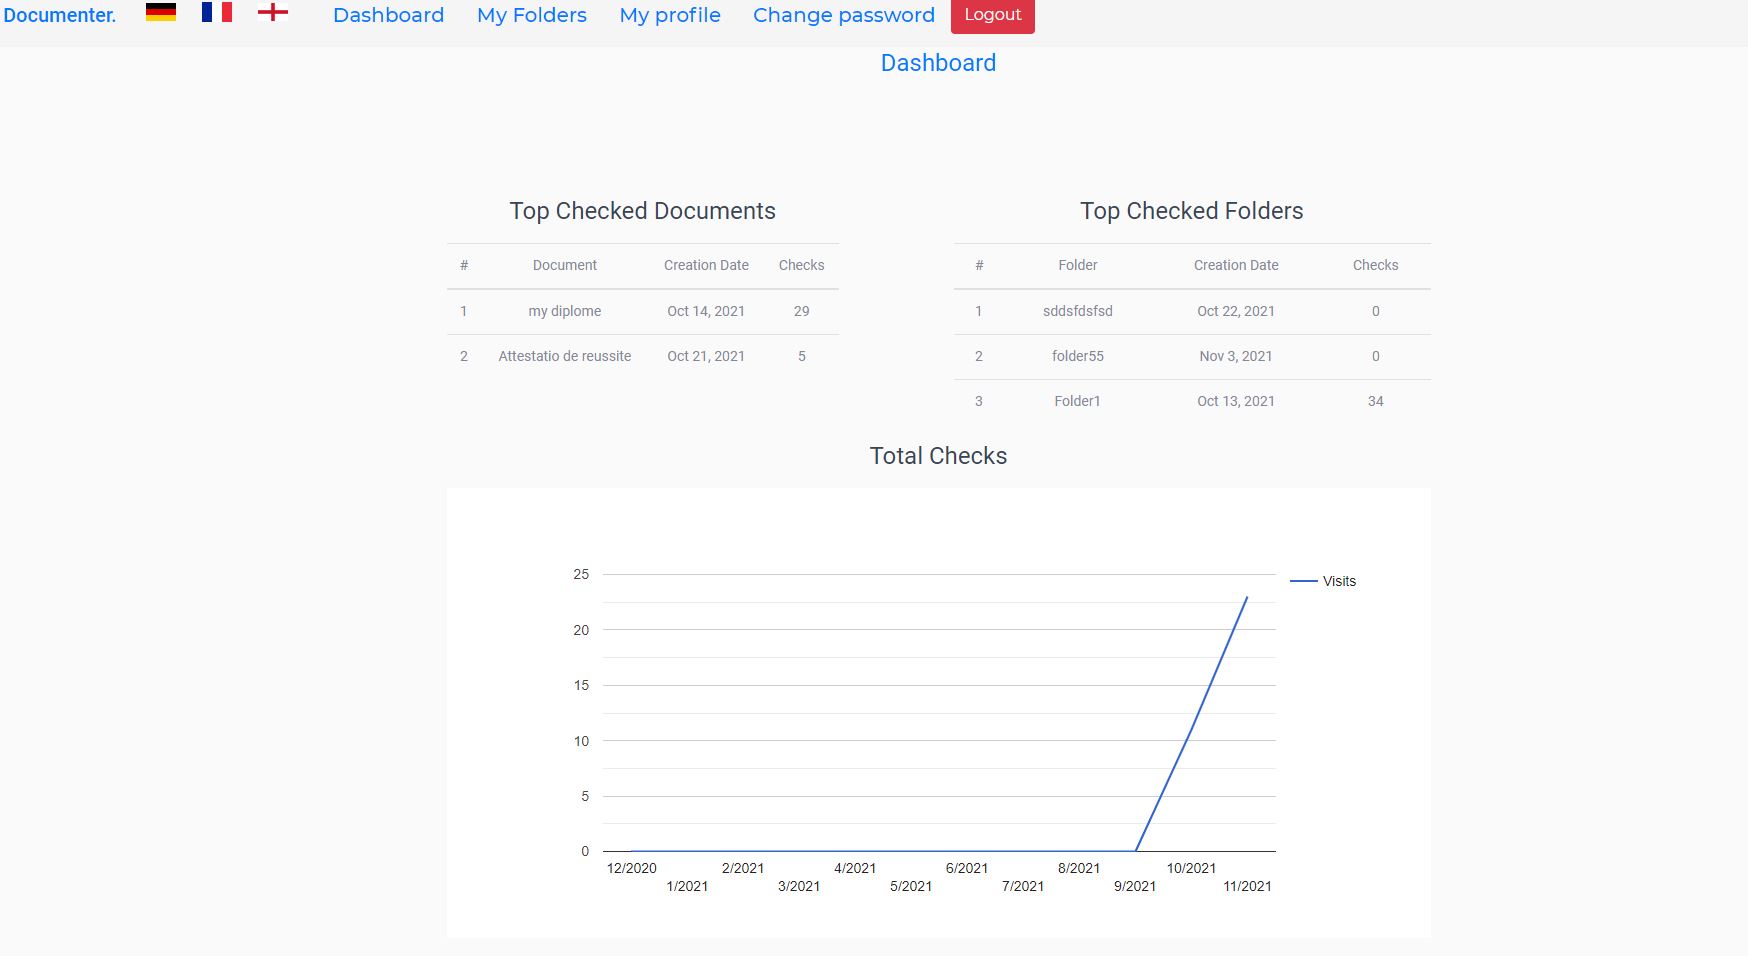 Documenter. Dashboard My Folders My profile Change password Logout
Dashboard
Top Checked Documents
# Document Creation Date Checks
1 my diplome Oct 14, 2021 29
2 Attestatio de reussite Oct 21, 2021 5
Top Checked Folders
# Folder Creation Date Checks
1 sddsfdsfsd Oct 22, 2021 0
2 folder55 Nov 3, 2021 0
3 Folder1 Oct 13, 2021 34
Total Checks
25
20
15
10
5
0
Visits
12/2020 2/2021 4/2021 6/2021 8/2021 10/2021
1/2021 3/2021 5/2021 7/2021 9/2021 11/2021